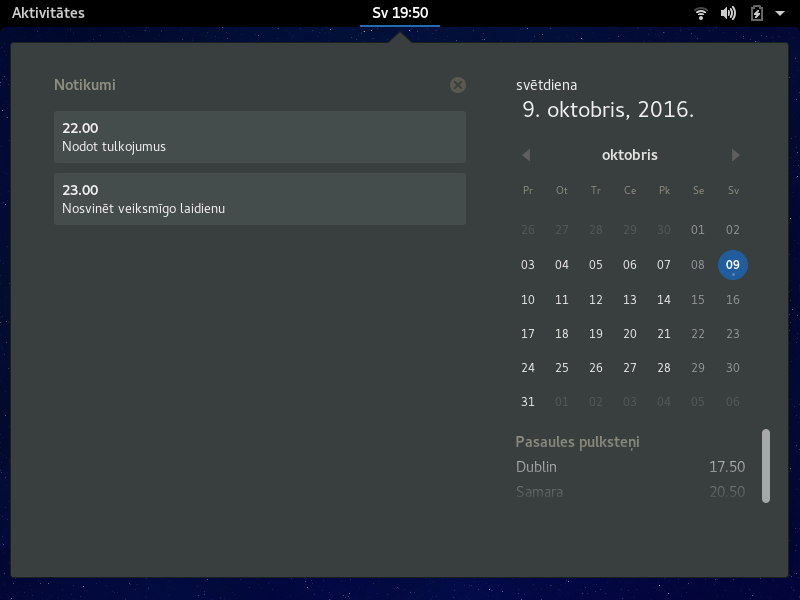 Aktivitātes
Sv 19:50
Notikumi
22.00
Nodot tulkojumus
23.00
Nosvinēt veiksmīgo laidienu
svētdiena
9. oktobris, 2016.
oktobris
Pr Ot Tr Ce Pk Se Sv
26 27 28 29 30 01 02
03 04 05 06 07 08 09
10 11 12 13 14 15 16
17 18 19 20 21 22 23
24 25 26 27 28 29 30
31 01 02 03 04 05 06
Pasaules pulksteņi
Dublin 17.50
Samara 20.50